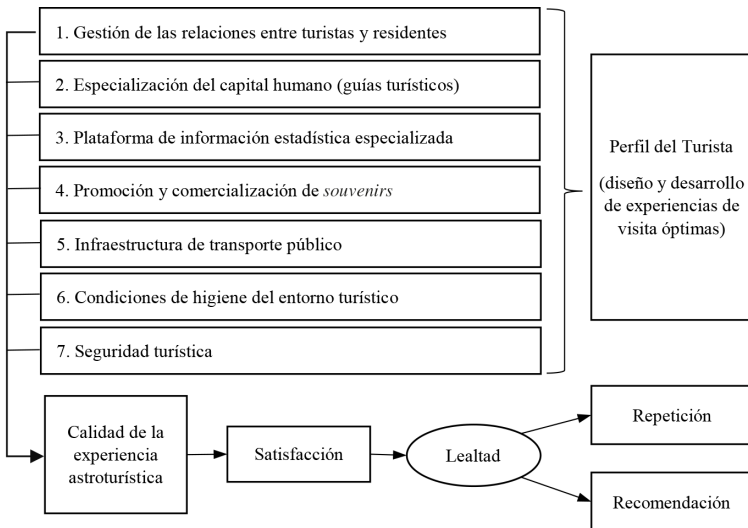 1. Gestión de las relaciones entre turistas y residentes
2. Especialización del capital humano (guías turísticos)
3. Plataforma de información estadística especializada
4. Promoción y comercialización de souvenirs
5. Infraestructura de transporte público
6. Condiciones de higiene del entorno turístico
7. Seguridad turística
Perfil del Turista
(diseño y desarrollo
de experiencias de
visita óptimas)
Calidad de la
experiencia
astroturística
Satisfacción
Lealtad
Repetición
Recomendación